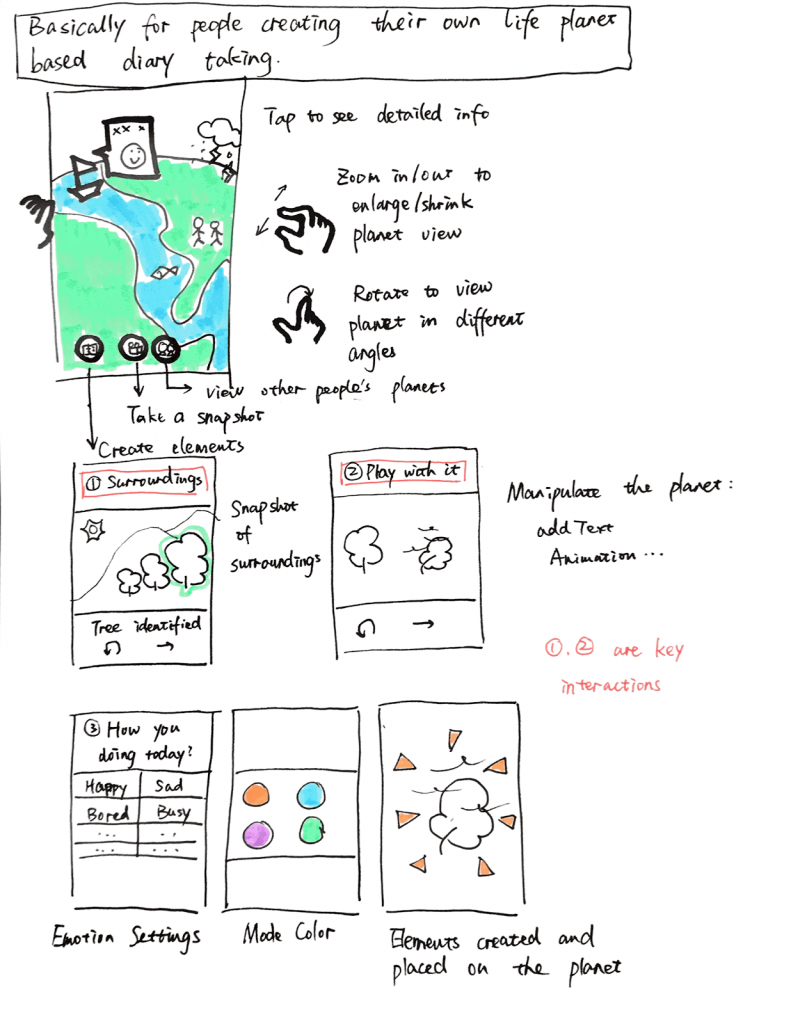 Basically for people creating their own life planet
based diary taking.
xx x
Tap to see detailed info
Zoom in/out to
enlarge/shrink
planet view
Rotate to view
planet in different
angles
view other people's planets
Take a snapshot
Create elements
① Surroundings
Snapshot
of
surroundings
Tree identified
② Play with it
Manipulate the planet:
add Text
Animation ...
①.② are key
interactions
③ How you
doing today?
Happy Sad
Bored Busy
... ..
... ...
Emotion Settings
Mode Color
Elements created and
placed on the planet